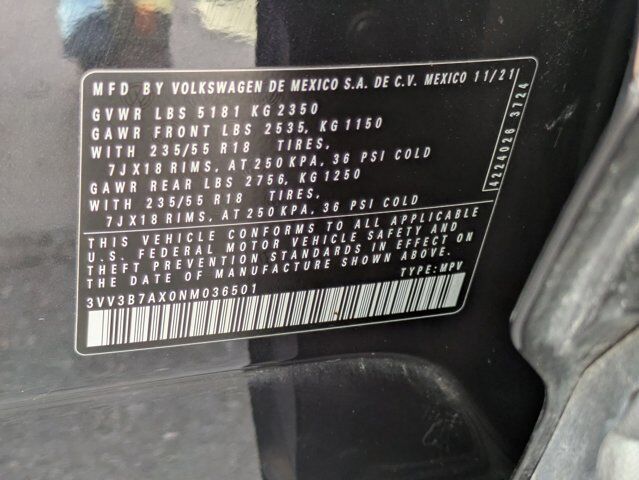 MFD BY VOLKSWAGEN DE MEXICO S.A. DE C.V. MEXICO 11/21
GVWR LBS 5181 KG 2350
GAWR FRONT LBS 2535, KG 1150
WITH 235/55 R18 TIRES,
7JX18 RIMS, AT 250 KPA, 36 PSI COLD
GAWR REAR LBS 2756, KG 1250
WITH 235/55 R18 TIRES,
7JX18 RIMS, AT 250 KPA, 36 PSI COLD
THIS VEHICLE CONFORMS TO ALL APPLICABLE
U.S. FEDERAL MOTOR VEHICLE SAFETY AND
THEFT PREVENTION STANDARDS IN EFFECT ON
THE DATE OF MANUFACTURE SHOWN ABOVE.
3VV3B7AX0NM036501 TYPE: MPV
4224026 3724